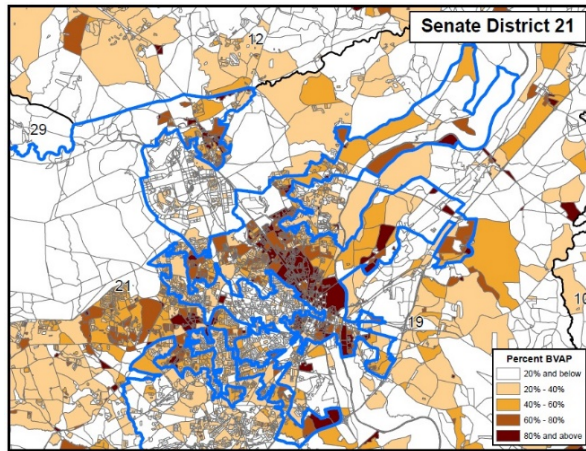 Senate District 21
12
29
21
19
10
Percent BVAP
20% and below
20% - 40%
40% - 60%
60% - 80%
80% and above